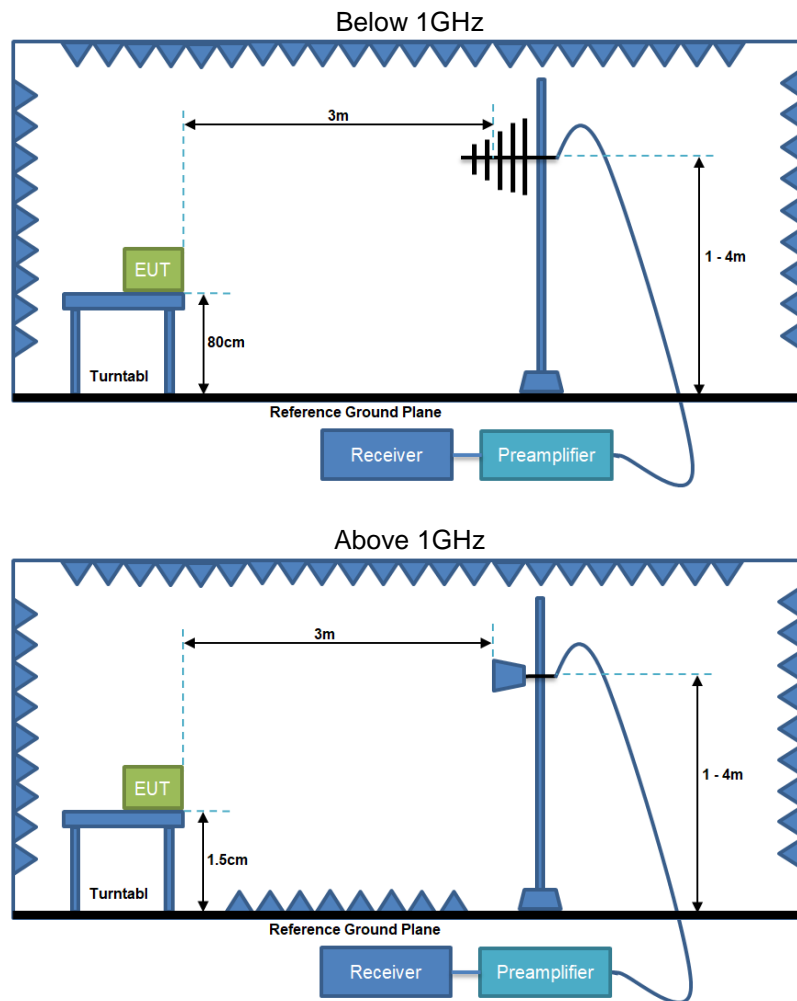 Below 1GHz
3m
EUT
1 - 4m
80cm
Turntabl
Reference Ground Plane
Receiver
Preamplifier
Above 1GHz
3m
EUT
1 - 4m
1.5cm
Turntabl
Reference Ground Plane
Receiver
Preamplifier